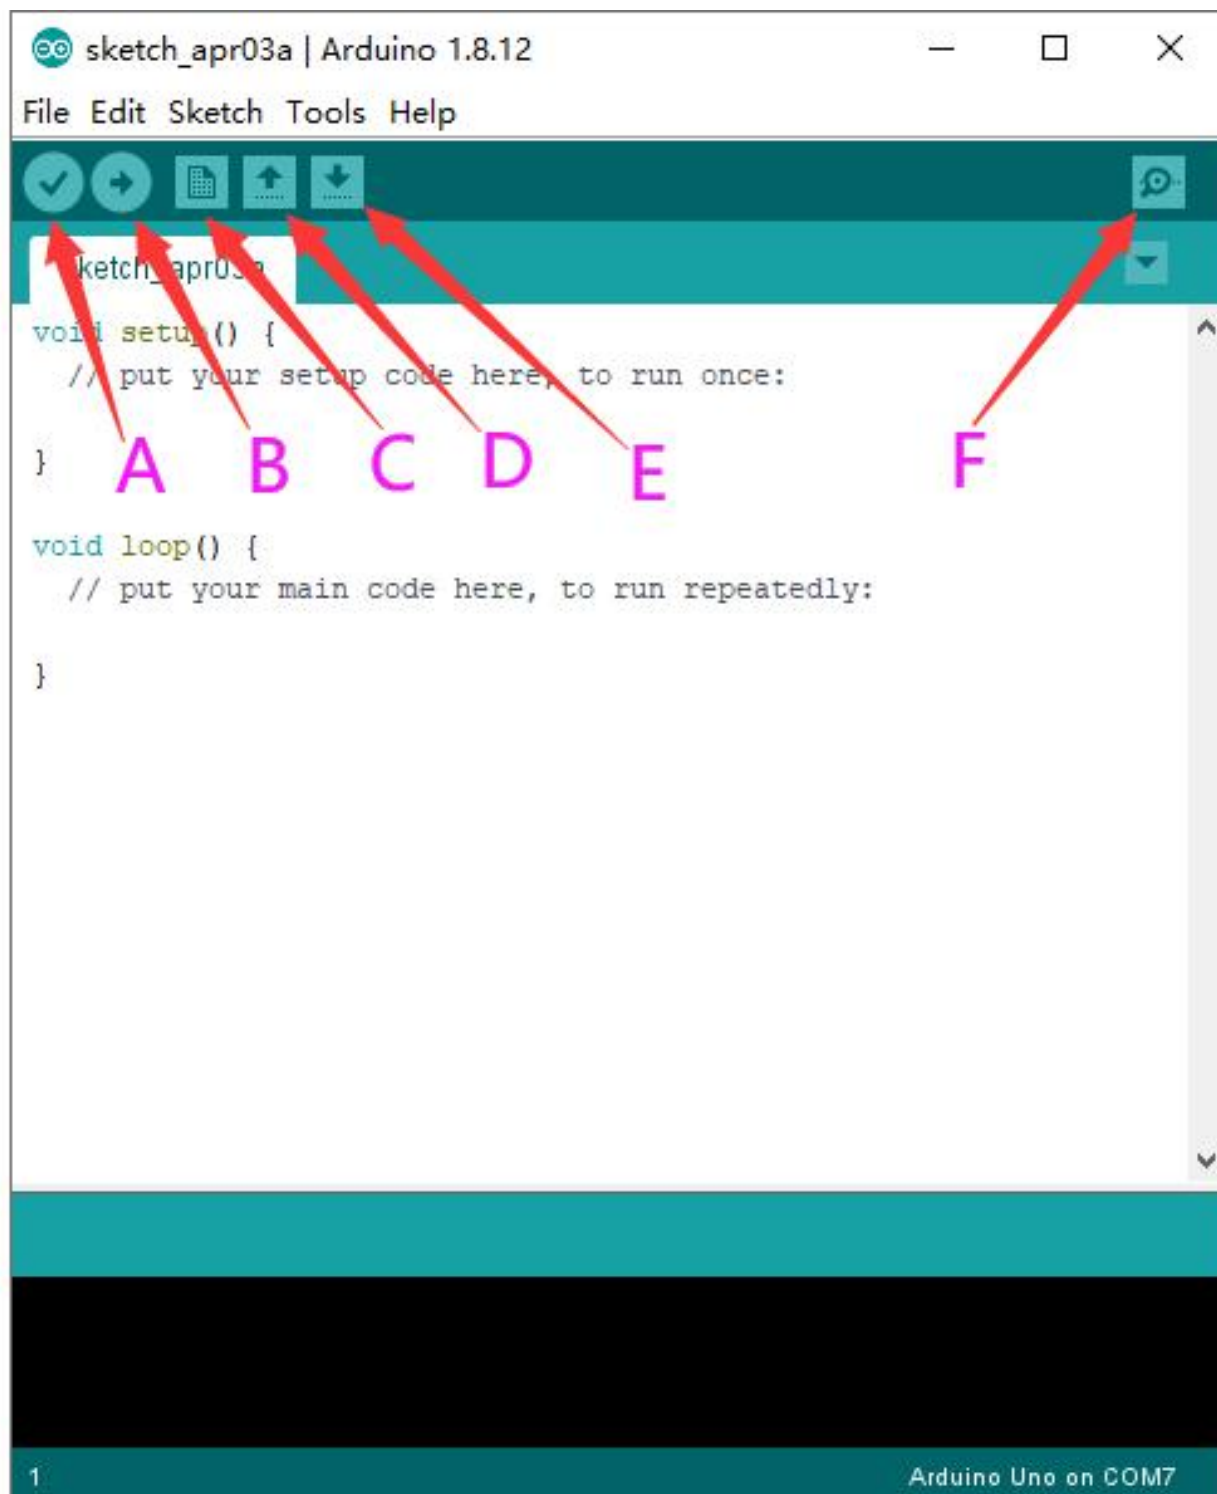 sketch_apr03a | Arduino 1.8.12
File Edit Sketch Tools Help
sketch_apr03a
void setup() {
// put your setup code here, to run once:
}
A B C D E F
void loop() {
// put your main code here, to run repeatedly:
}
1 Arduino Uno on COM7